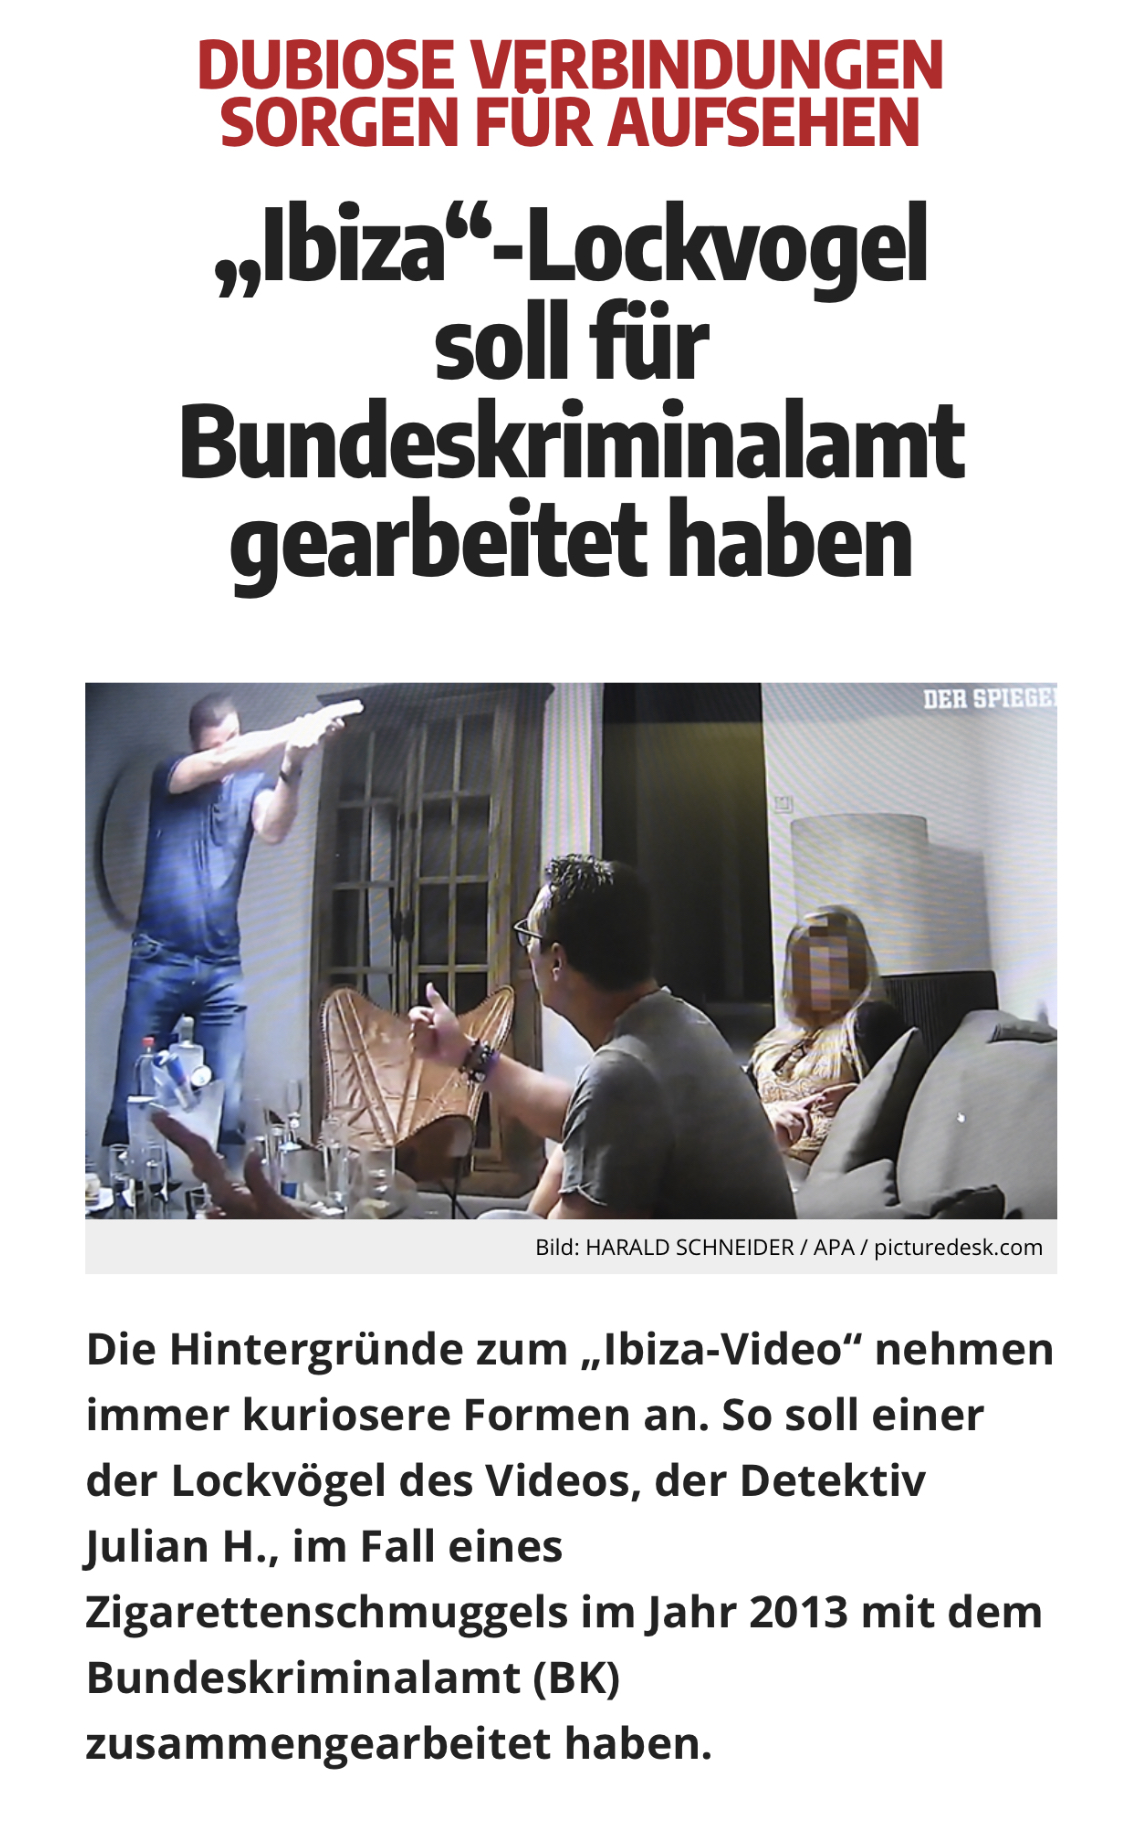 DUBIOSE VERBINDUNGEN
SORGEN FÜR AUFSEHEN
„Ibiza“-Lockvogel
soll für
Bundeskriminalamt
gearbeitet haben
DER SPIEGEL
Bild: HARALD SCHNEIDER / APA / picturedesk.com
Die Hintergründe zum „Ibiza-Video“ nehmen
immer kuriosere Formen an. So soll einer
der Lockvögel des Videos, der Detektiv
Julian H., im Fall eines
Zigarettenschmuggels im Jahr 2013 mit dem
Bundeskriminalamt (BK)
zusammengearbeitet haben.